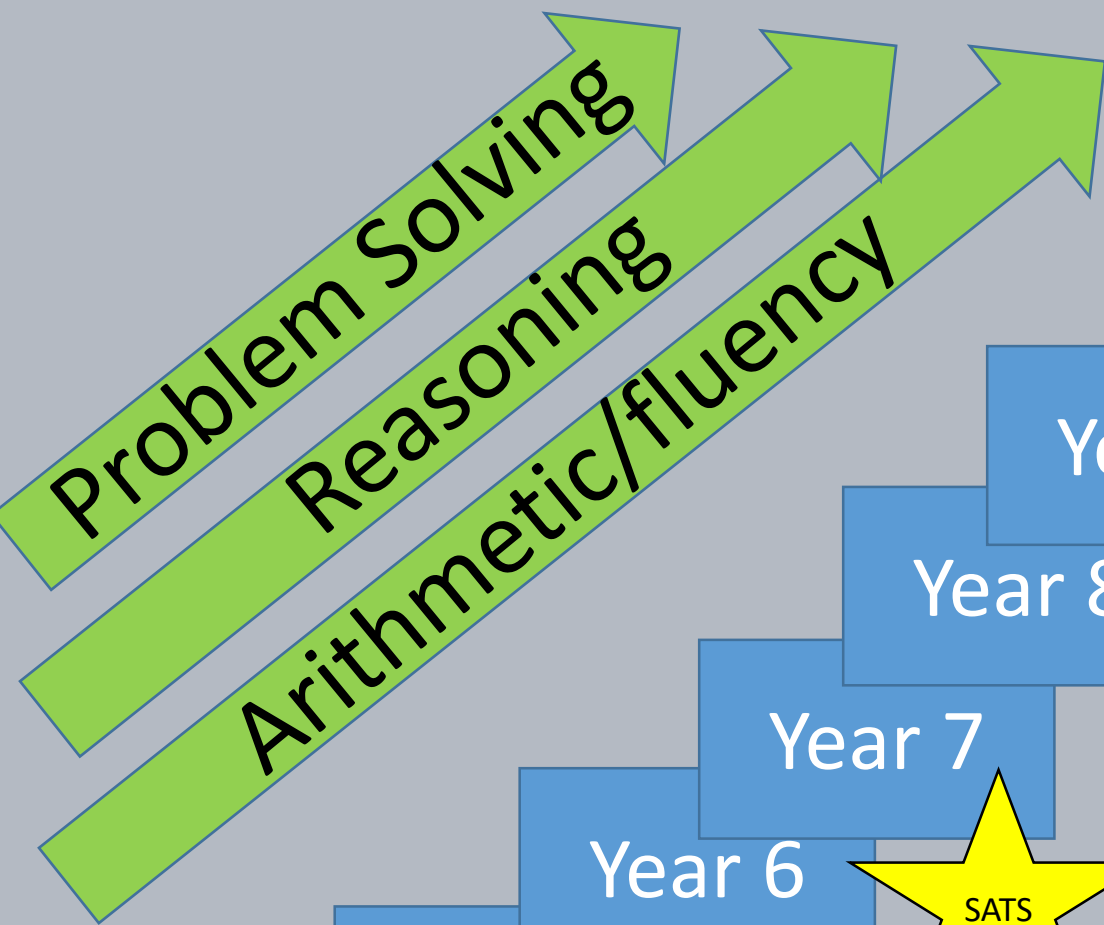 Problem Solving
Reasoning
Arithmetic/fluency
Year 8
Year 7
Year 6
SATS